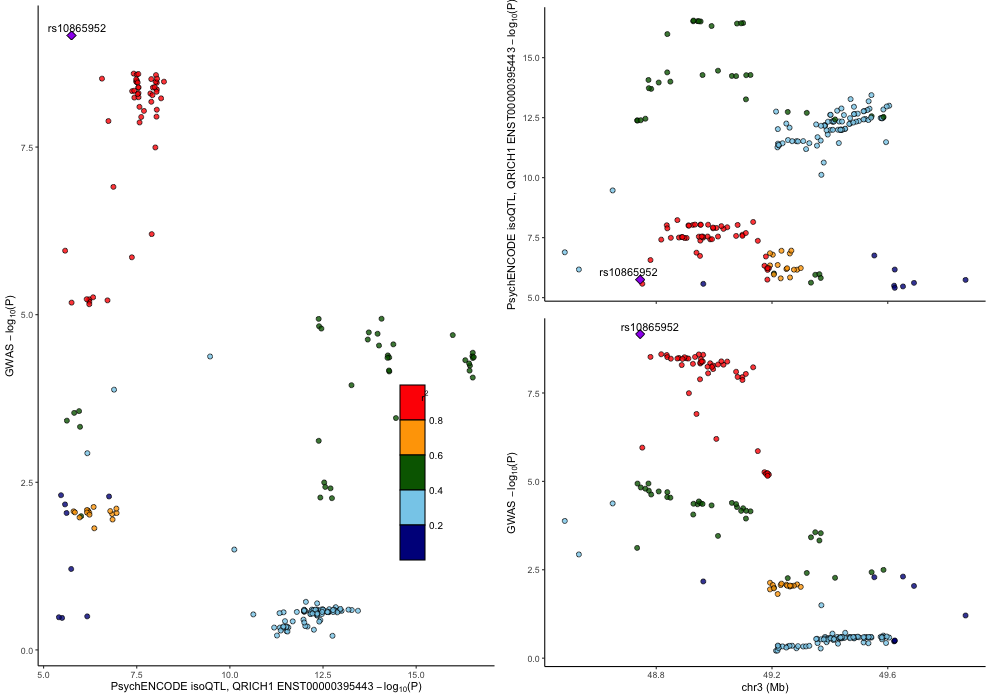 rs10865952
GWAS −log10(P)
7.5
5.0
2.5
0.0
r2
0.8
0.6
0.4
0.2
5.0 7.5 10.0 12.5 15.0
PsychENCODE isoQTL, QRICH1 ENST00000395443 −log10(P)
PsychENCODE isoQTL, QRICH1 ENST00000395443 −log10(P)
15.0
12.5
10.0
7.5
5.0
rs10865952
GWAS −log10(P)
rs10865952
7.5
5.0
2.5
0.0
48.8 49.2 49.6
chr3 (Mb)